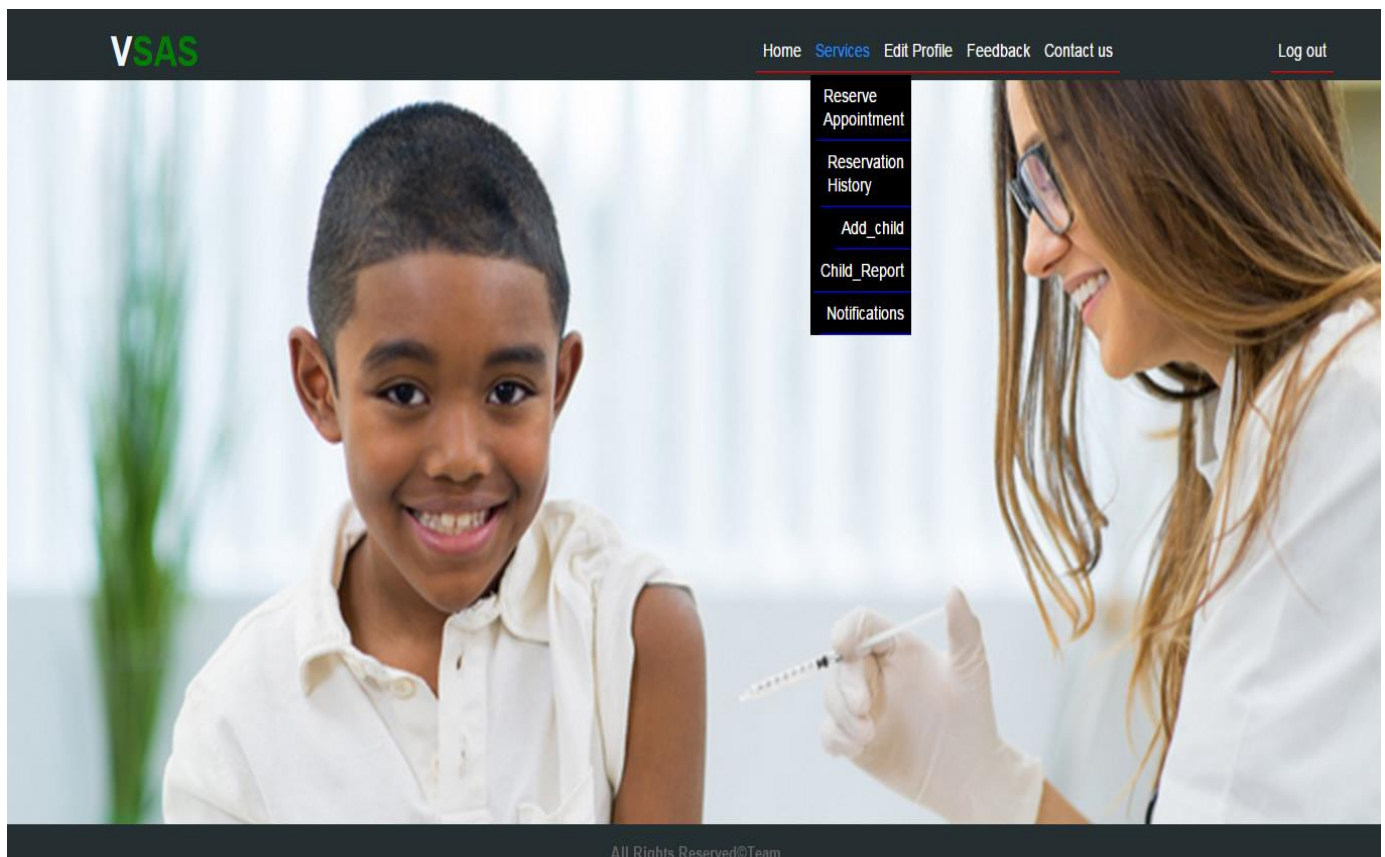 VSAS
Home Services Edit Profile Feedback Contact us Log out
Reserve
Appointment
Reservation
History
Add_child
Child_Report
Notifications
All Rights Reserved©Team